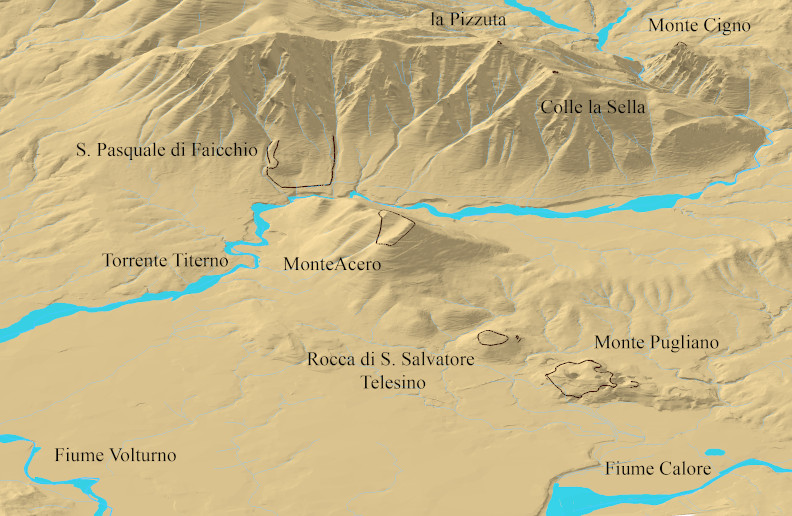 la Pizzuta
Monte Cigno
Colle la Sella
S. Pasquale di Faicchio
Torrente Titerno
MonteAcero
Rocca di S. Salvatore
Telesino
Monte Pugliano
Fiume Volturno
Fiume Calore